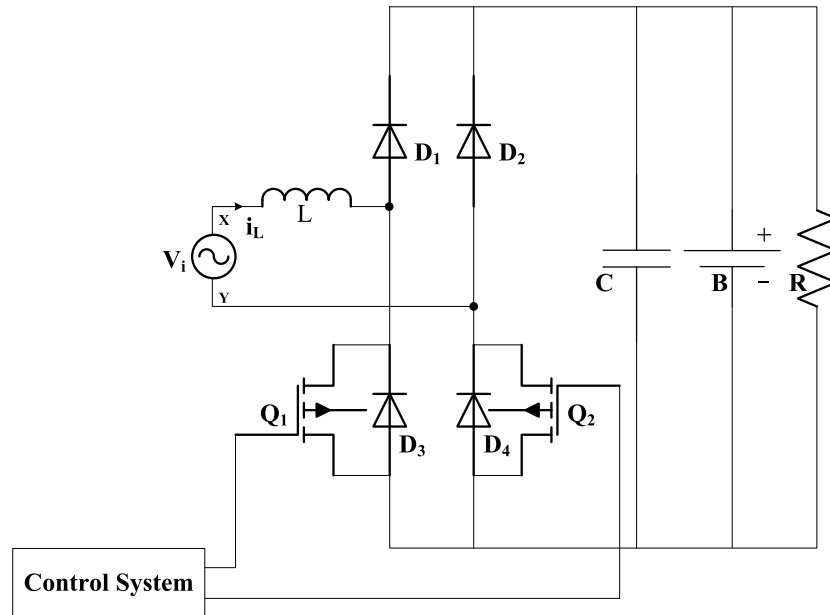 D1
D2
X
L
iL
Vi
Y
C
B
+
−
R
Q1
D3
D4
Q2
Control System